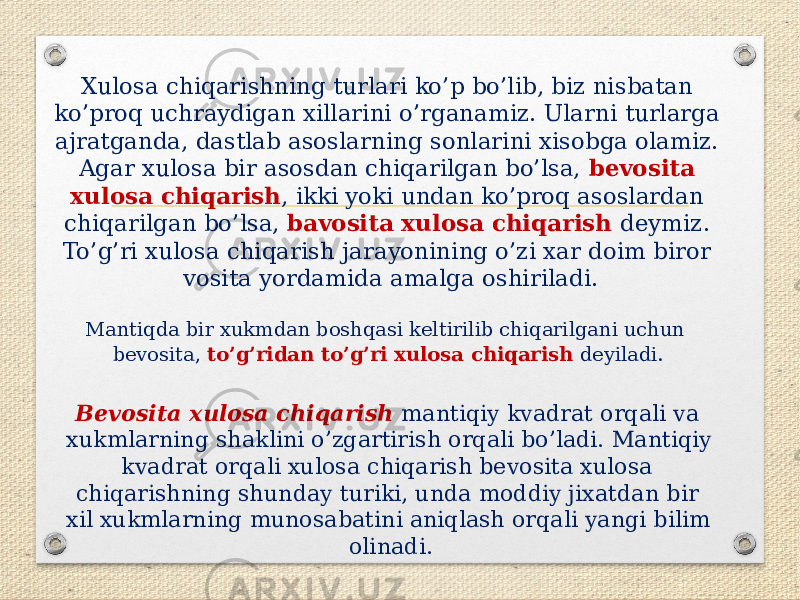 ARXIV.UZ
Xulosa chiqarishning turlari ko’p bo’lib, biz nisbatan
ko’proq uchraydigan xillarini o’rganamiz. Ularni turlarga
ajratganda, dastlab asoslarning sonlarini xisobga olamiz.
Agar xulosa bir asosdan chiqarilgan bo’lsa, bevosita
xulosa chiqarish, ikki yoki undan ko’proq asoslardan
chiqarilgan bo’lsa, bavosita xulosa chiqarish deymiz.
To’g’ri xulosa chiqarish jarayonining o’zi xar doim biror
vosita yordamida amalga oshiriladi.
Mantiqda bir xukmdan boshqasi keltirilib chiqarilgani uchun
bevosita, to’g’ridan to’g’ri xulosa chiqarish deyiladi.
Bevosita xulosa chiqarish mantiqiy kvadrat orqali va
xukmlarning shaklini o’zgartirish orqali bo’ladi. Mantiqiy
kvadrat orqali xulosa chiqarish bevosita xulosa
chiqarishning shunday turiki, unda moddiy jixatdan bir
xil xukmlarning munosabatini aniqlash orqali yangi bilim
olinadi.
ARXIV.UZ